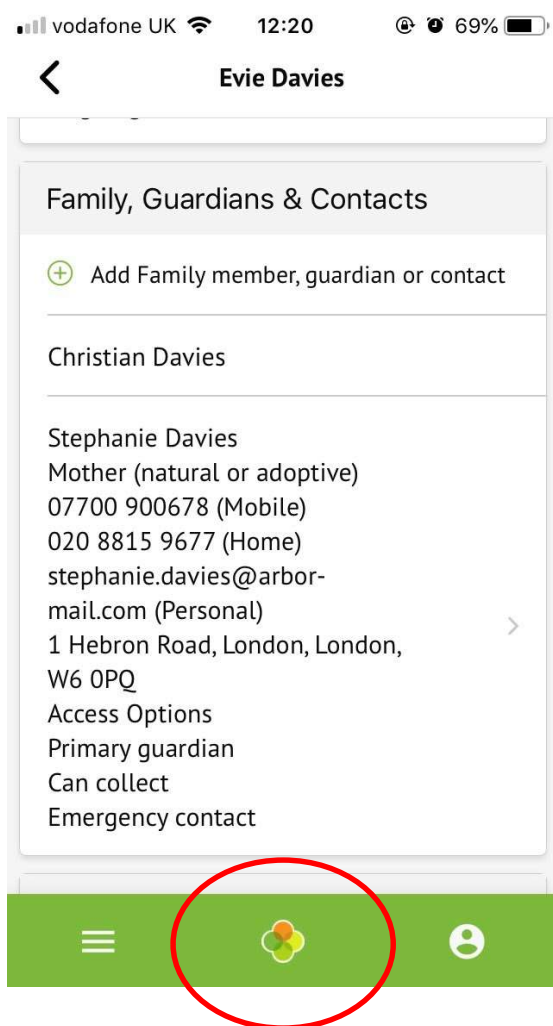 vodafone UK 12:20 69%
Evie Davies
Family, Guardians & Contacts
Add Family member, guardian or contact
Christian Davies
Stephanie Davies
Mother (natural or adoptive)
07700 900678 (Mobile)
020 8815 9677 (Home)
stephanie.davies@arbor-
mail.com (Personal)
1 Hebron Road, London, London,
W6 0PQ
Access Options
Primary guardian
Can collect
Emergency contact